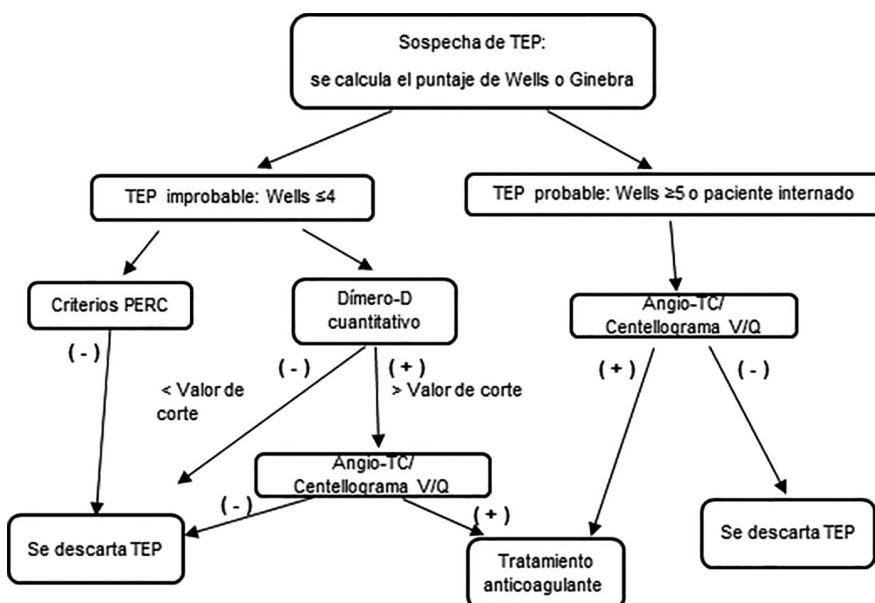 Sospecha de TEP:
se calcula el puntaje de Wells o Ginebra
TEP improbable: Wells ≤4
TEP probable: Wells ≥5 o paciente internado
Criterios PERC
Dímero-D
cuantitativo
Angio-TC/
Centellograma V/Q
( - )
( - )
( + )
( + )
( - )
< Valor de
corte
> Valor de corte
Angio-TC/
Centellograma V/Q
( - )
( + )
Se descarta TEP
Tratamiento
anticoagulante
Se descarta TEP